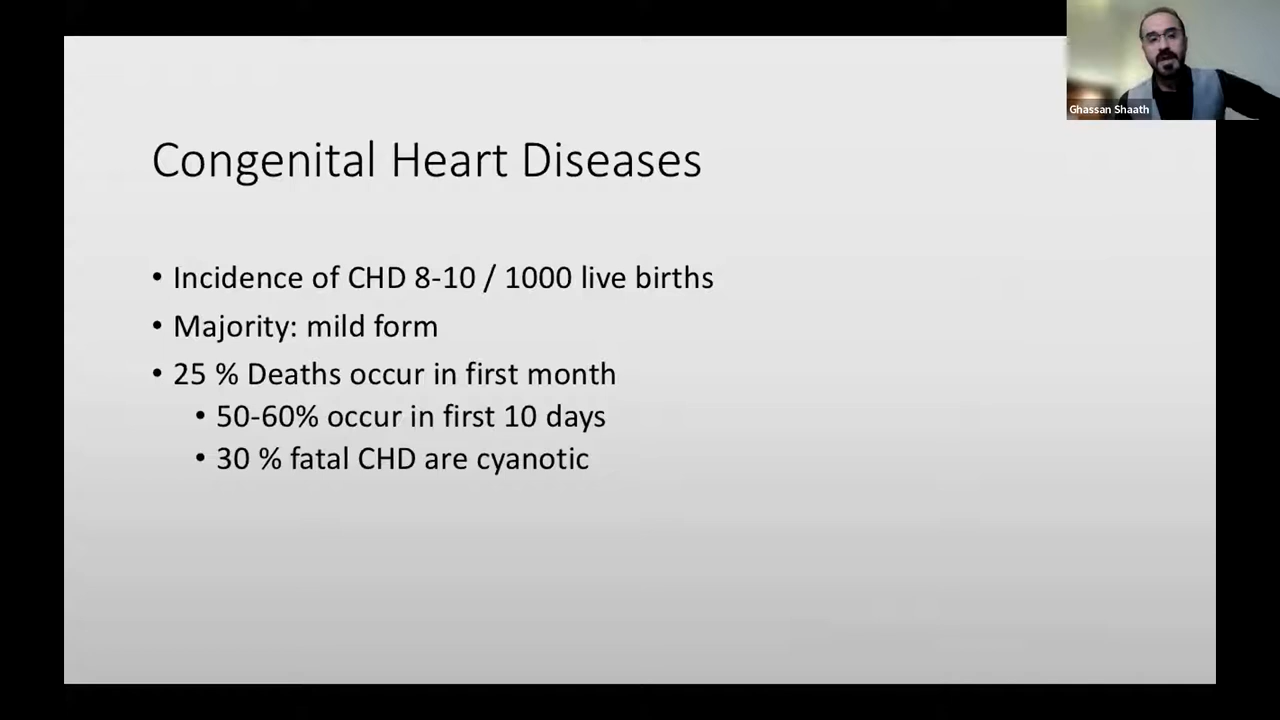 Ghassan Shaath
Congenital Heart Diseases
• Incidence of CHD 8-10 / 1000 live births
• Majority: mild form
• 25 % Deaths occur in first month
• 50-60% occur in first 10 days
• 30 % fatal CHD are cyanotic